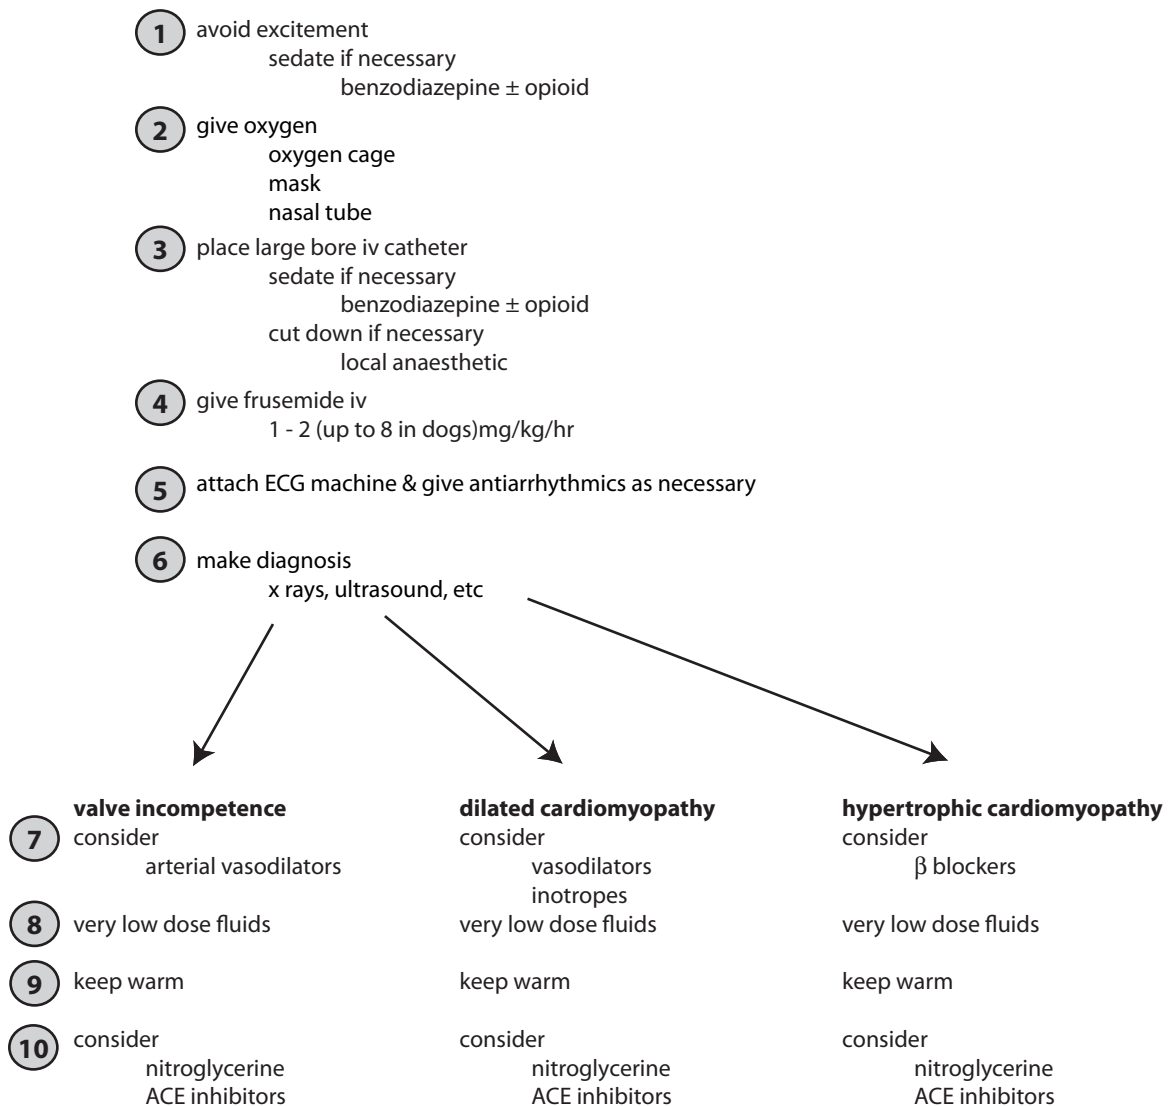 1 avoid excitement
sedate if necessary
benzodiazepine ± opioid
2 give oxygen
oxygen cage
mask
nasal tube
3 place large bore iv catheter
sedate if necessary
benzodiazepine ± opioid
cut down if necessary
local anaesthetic
4 give frusemide iv
1 - 2 (up to 8 in dogs)mg/kg/hr
5 attach ECG machine & give antiarrhythmics as necessary
6 make diagnosis
x rays, ultrasound, etc
valve incompetence dilated cardiomyopathy hypertrophic cardiomyopathy
7 consider consider consider
arterial vasodilators vasodilators β blockers
inotropes
8 very low dose fluids very low dose fluids very low dose fluids
9 keep warm keep warm keep warm
10 consider consider consider
nitroglycerine nitroglycerine nitroglycerine
ACE inhibitors ACE inhibitors ACE inhibitors